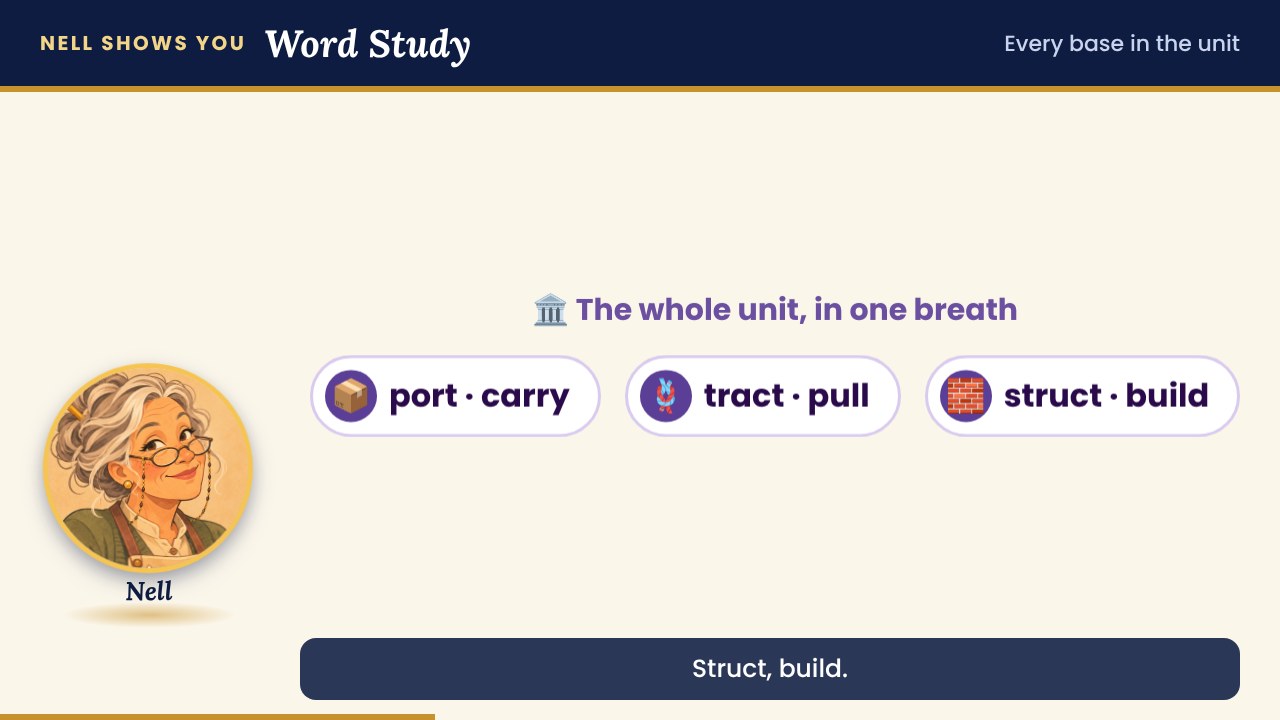 NELL SHOWS YOU Word Study
Every base in the unit
The whole unit, in one breath
port · carry
tract · pull
struct · build
Nell
Struct, build.